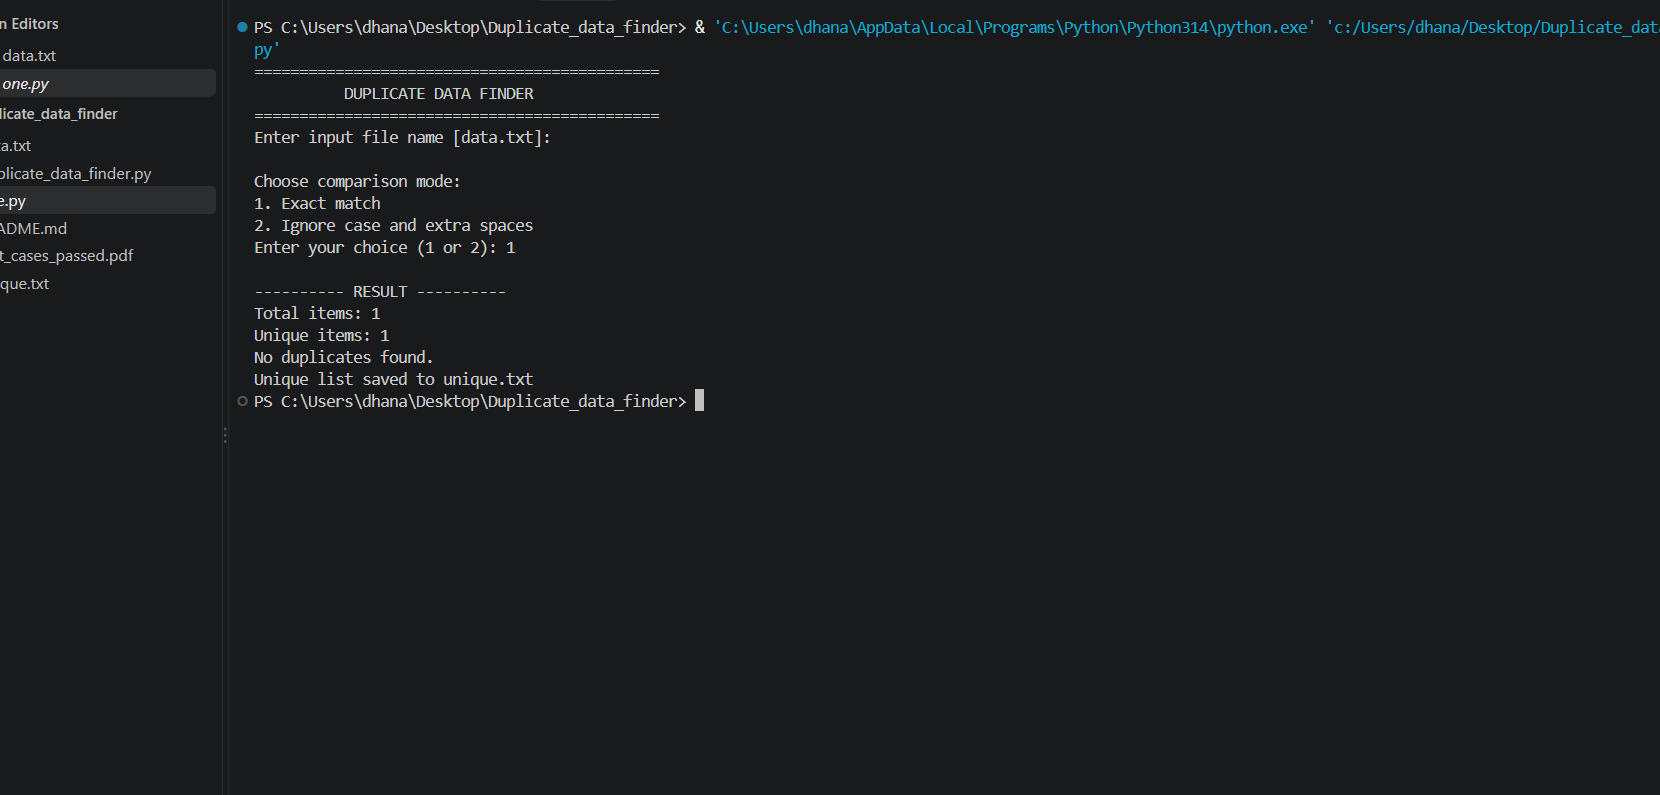 n Editors
data.txt
one.py
licate_data_finder
a.txt
plicate_data_finder.py
e.py
ADME.md
t_cases_passed.pdf
que.txt
PS C:\Users\dhana\Desktop\Duplicate_data_finder> & 'C:\Users\dhana\AppData\Local\Programs\Python\Python314\python.exe' 'c:/Users/dhana/Desktop/Duplicate_dat
py'
=============================================
DUPLICATE DATA FINDER
=============================================
Enter input file name [data.txt]:
Choose comparison mode:
1. Exact match
2. Ignore case and extra spaces
Enter your choice (1 or 2): 1
---------- RESULT ----------
Total items: 1
Unique items: 1
No duplicates found.
Unique list saved to unique.txt
PS C:\Users\dhana\Desktop\Duplicate_data_finder>